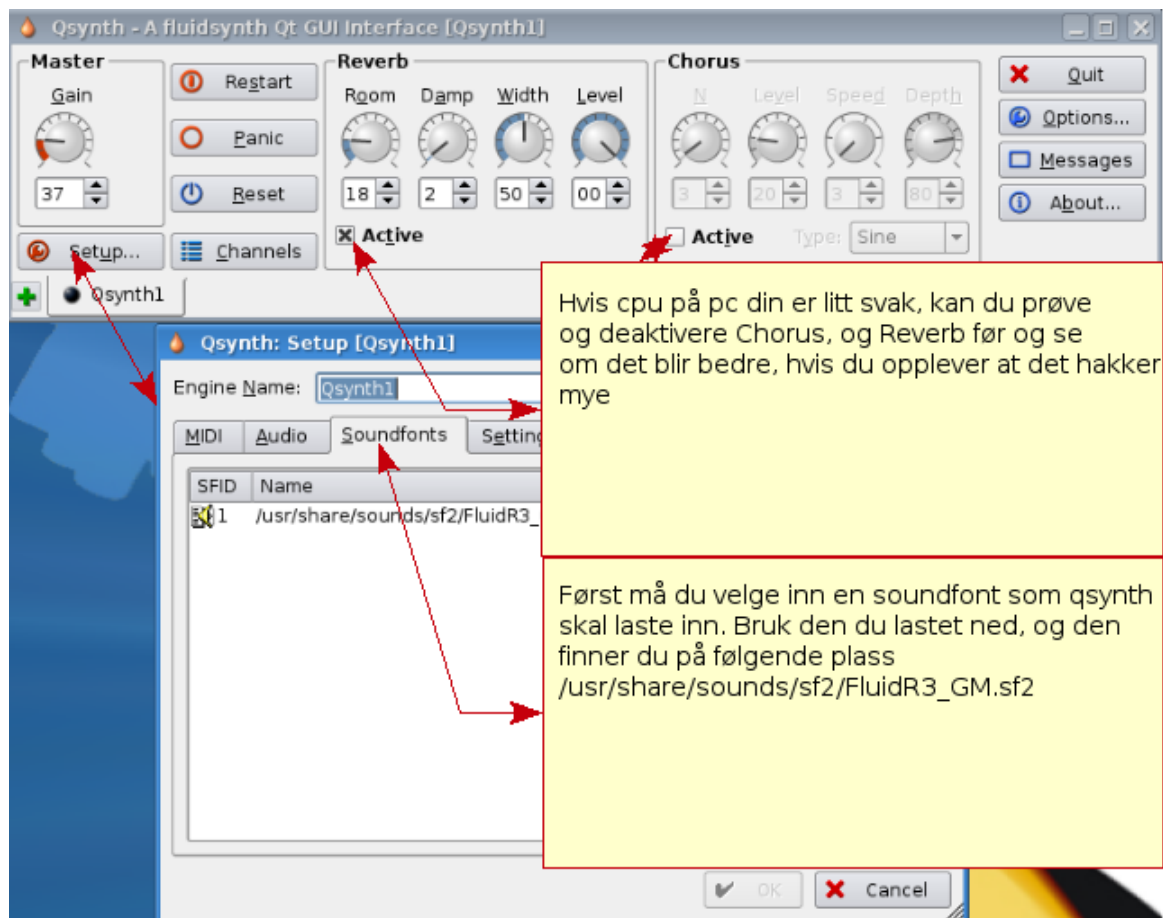 Qsynth - A fluidsynth Qt GUI Interface [Qsynth1]
Master
Gain
37
Setup...
Restart
Panic
Reset
Channels
Reverb
Room Damp Width Level
18 2 50 00
Active
Chorus
N Level Speed Depth
3 20 3 80
Active Type: Sine
Quit
Options...
Messages
About...
Qsynth1
Hvis cpu på pc din er litt svak, kan du prøve
og deaktivere Chorus, og Reverb før og se
om det blir bedre, hvis du opplever at det hakker
mye
Qsynth: Setup [Qsynth1]
Engine Name: Qsynth1
MIDI Audio Soundfonts
SFID Name
1 /usr/share/sounds/sf2/FluidR3_
Først må du velge inn en soundfont som qsynth
skal laste inn. Bruk den du lastet ned, og den
finner du på følgende plass
/usr/share/sounds/sf2/FluidR3_GM.sf2
OK Cancel